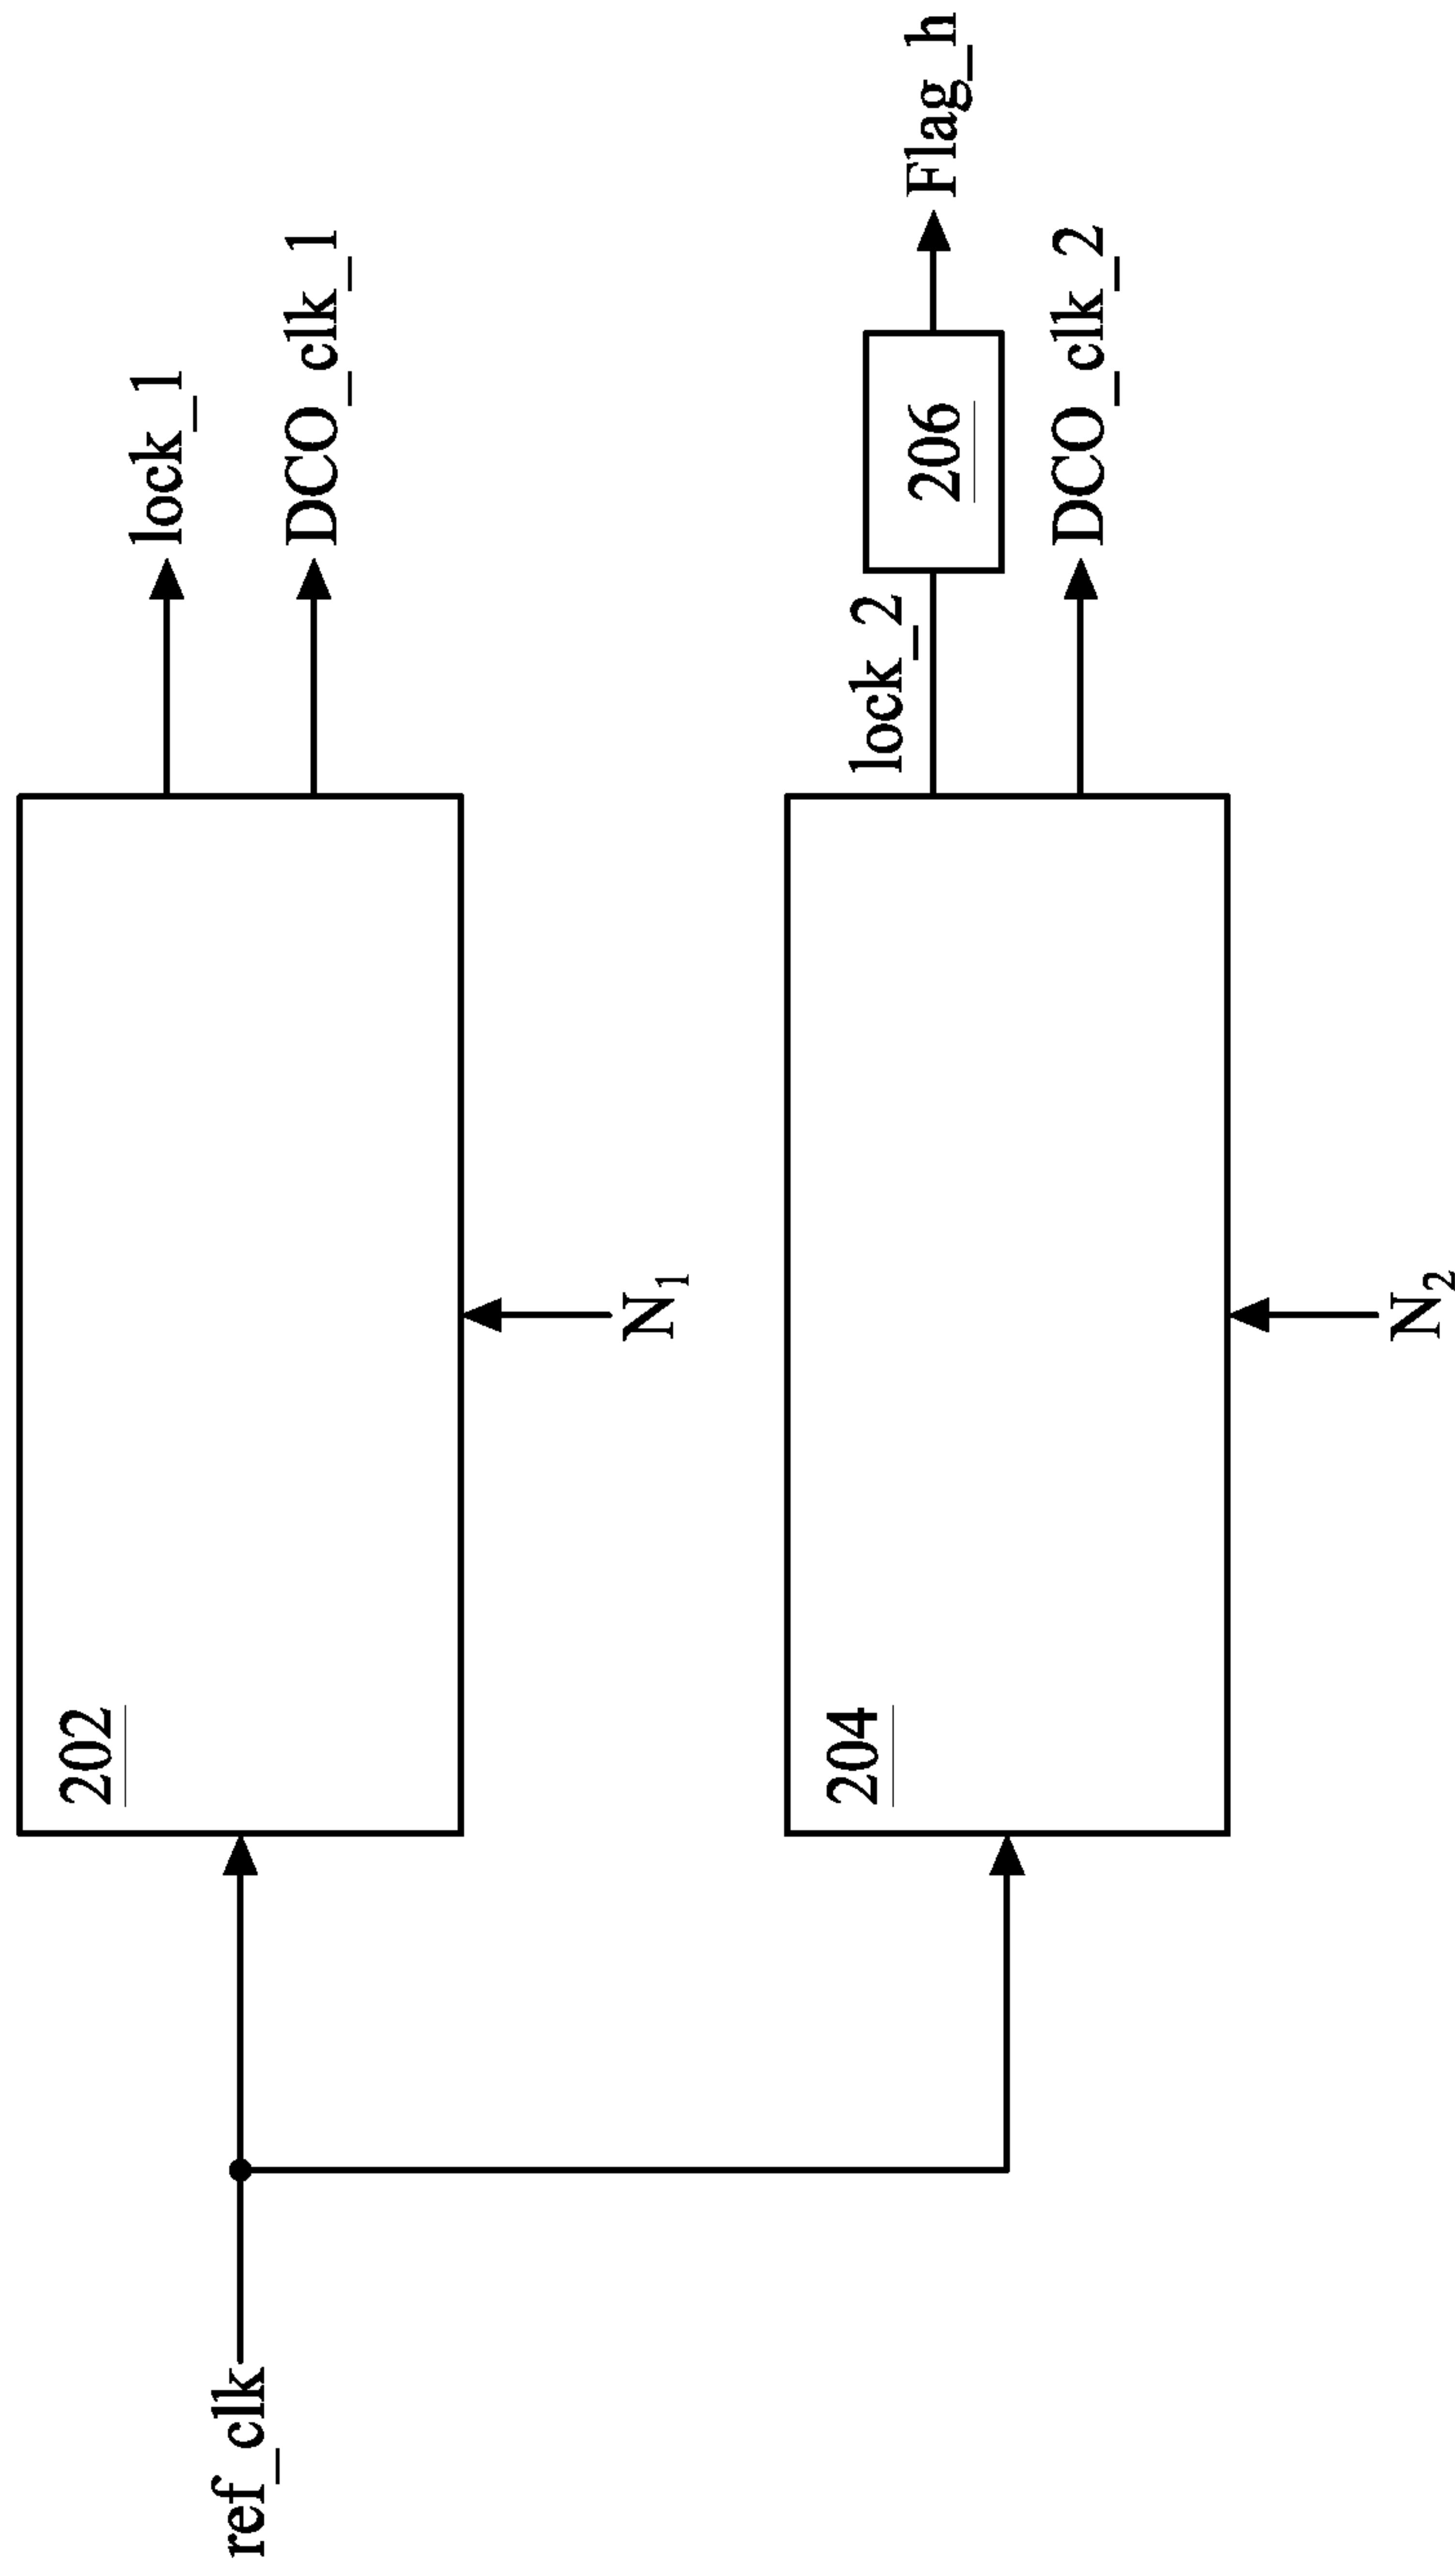 lock_1
202
DCO_clk_1
ref_clk
N1
lock_2
206
Flag_h
204
DCO_clk_2
N2